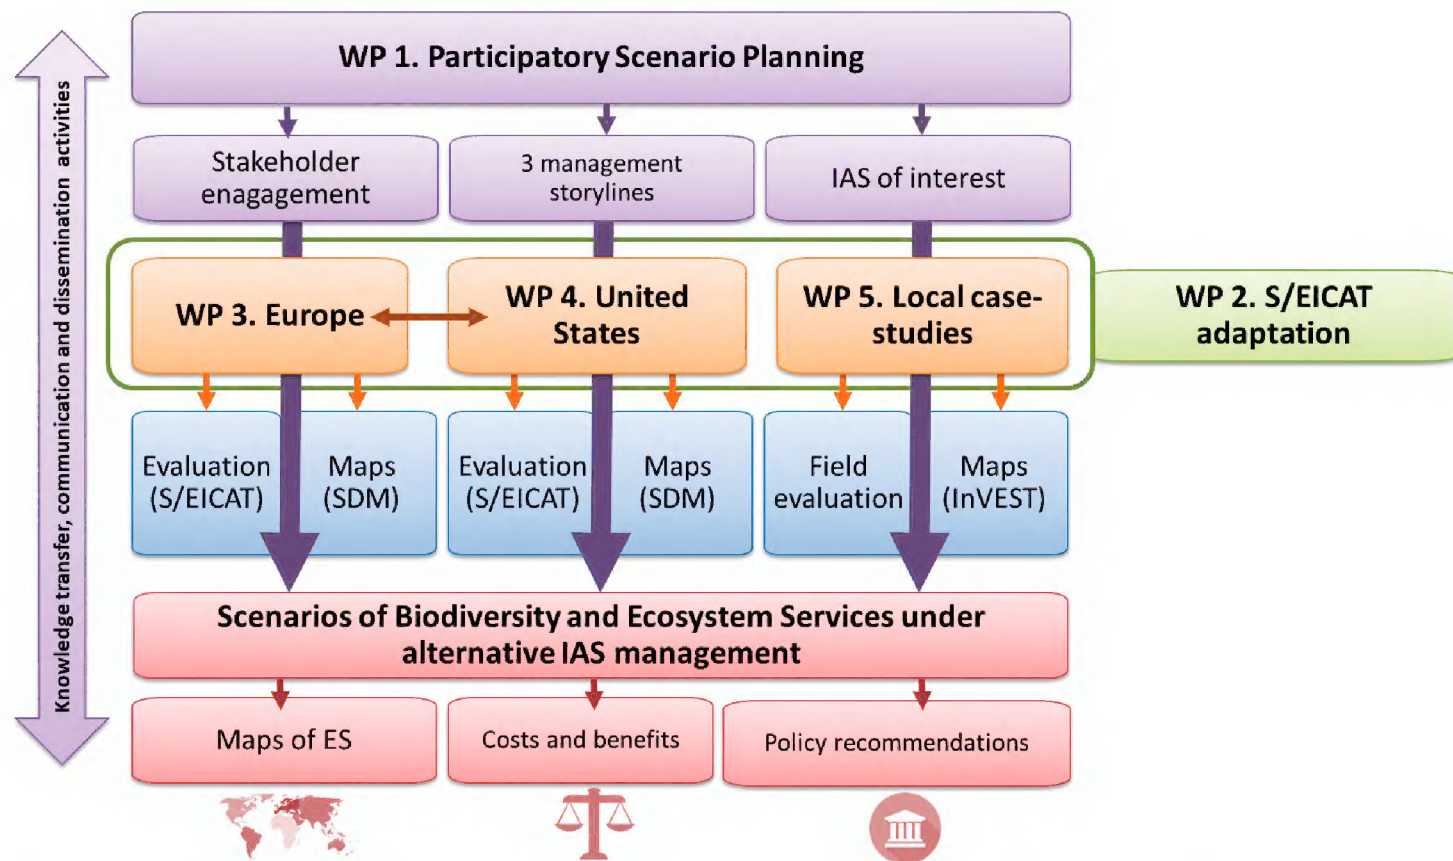 WP 1. Participatory Scenario Planning
Knowledge transfer, communication and dissemination activities
Stakeholder
enagagement
3 management
storylines
IAS of interest
WP 3. Europe
WP 4. United
States
WP 5. Local case-
studies
WP 2. S/EICAT
adaptation
Evaluation
(S/EICAT)
Maps
(SDM)
Evaluation
(S/EICAT)
Maps
(SDM)
Field
evaluation
Maps
(InVEST)
Scenarios of Biodiversity and Ecosystem Services under
alternative IAS management
Maps of ES
Costs and benefits
Policy recommendations